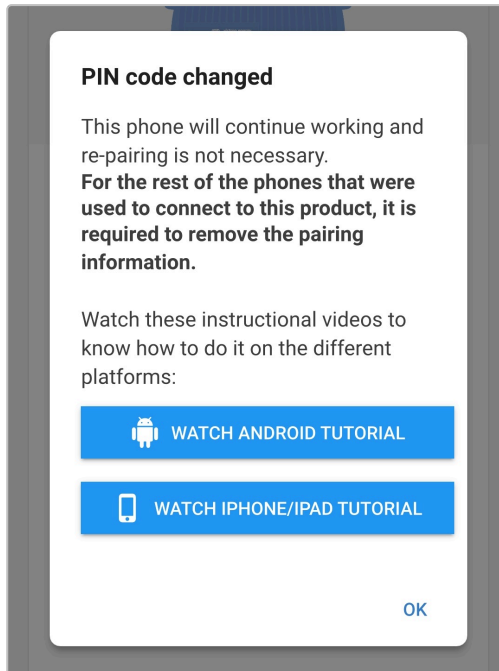 PIN code changed
This phone will continue working and
re-pairing is not necessary.
For the rest of the phones that were
used to connect to this product, it is
required to remove the pairing
information.
Watch these instructional videos to
know how to do it on the different
platforms:
WATCH ANDROID TUTORIAL
WATCH IPHONE/IPAD TUTORIAL
OK